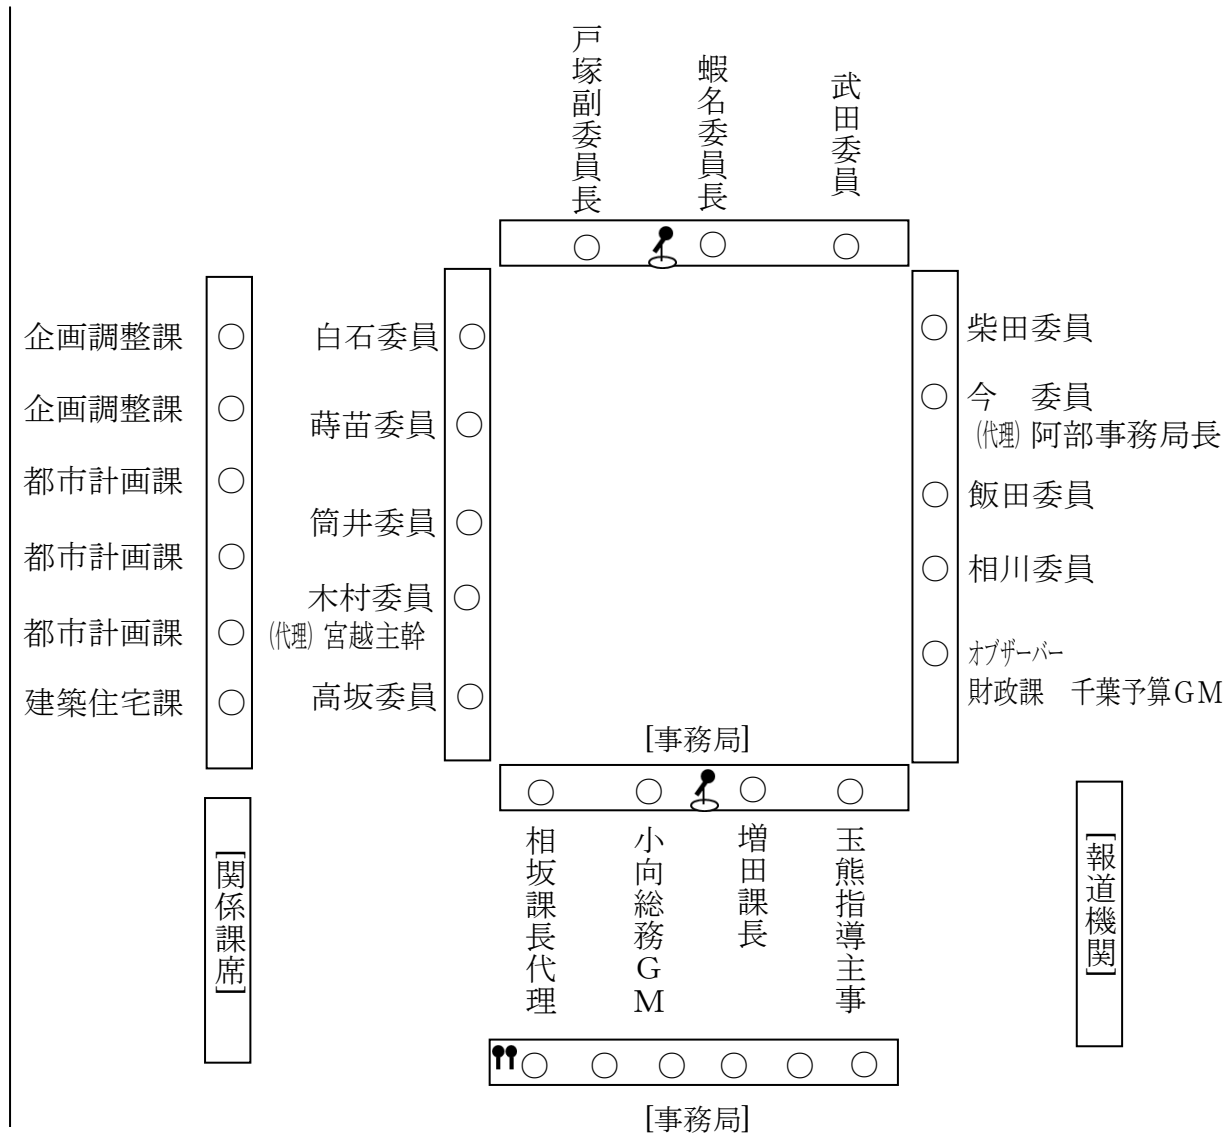 戸塚副委員長
蝦名委員長
武田委員
企画調整課
企画調整課
都市計画課
都市計画課
都市計画課
建築住宅課
白石委員
蒔苗委員
筒井委員
木村委員
(代理) 宮越主幹
高坂委員
柴田委員
今　委員
(代理) 阿部事務局長
飯田委員
相川委員
オブザーバー
財政課　千葉予算GM
[事務局]
相坂課長代理
小向総務GM
増田課長
玉熊指導主事
[関係課席]
[報道機関]
[事務局]